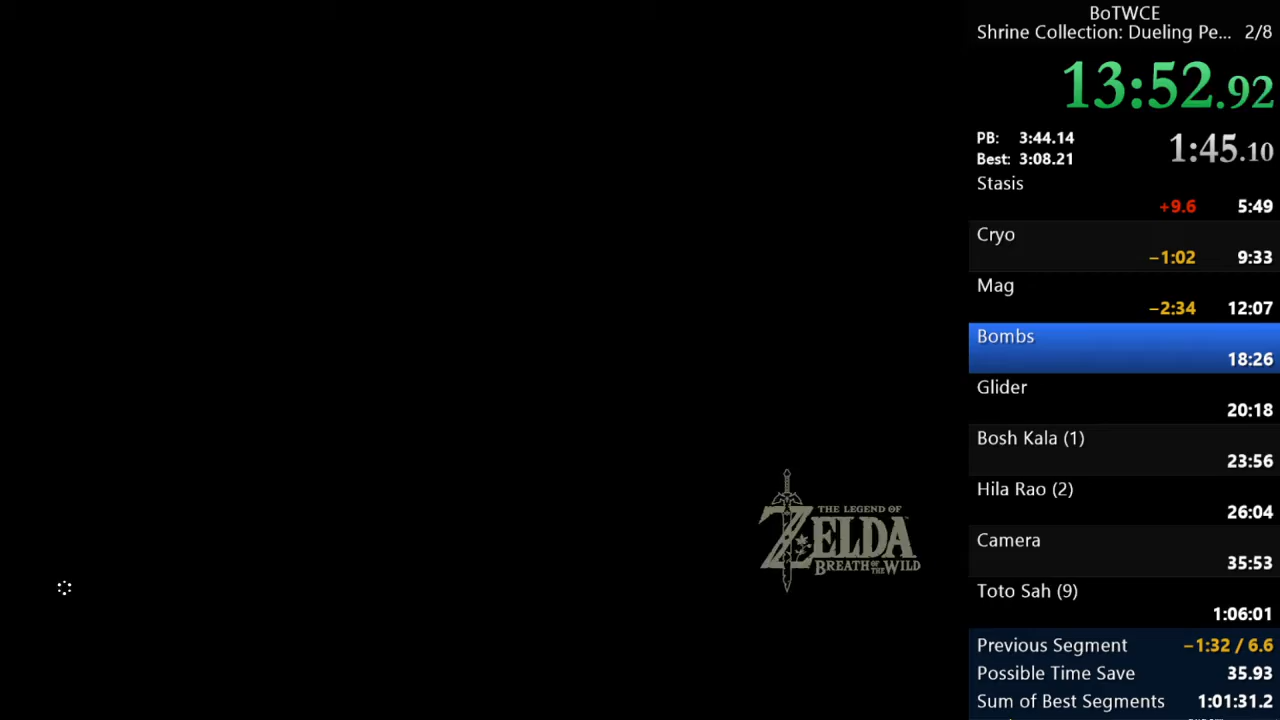 BoTWCE
Shrine Collection: Dueling Pe... 2/8
13:52.92
PB: 3:44.14
Best: 3:08.21
1:45.10
Stasis
+9.6 5:49
Cryo
−1:02 9:33
Mag
−2:34 12:07
Bombs
18:26
Glider
20:18
Bosh Kala (1)
23:56
Hila Rao (2)
26:04
Camera
35:53
Toto Sah (9)
1:06:01
Previous Segment −1:32 / 6.6
Possible Time Save 35.93
Sum of Best Segments 1:01:31.2
THE LEGEND OF
ZELDA
BREATH OF THE WILD